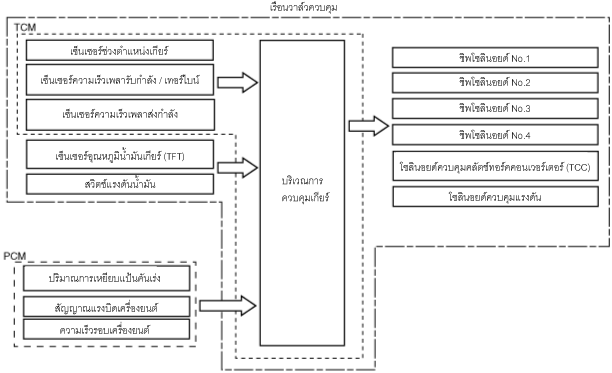 เรือนวาล์วควบคุม
TCM
เซ็นเซอร์ช่วงตำแหน่งเกียร์
เซ็นเซอร์ความเร็วเพลารับกำลัง / เทอร์ไบน์
เซ็นเซอร์ความเร็วเพลาส่งกำลัง
เซ็นเซอร์อุณหภูมิน้ำมันเกียร์ (TFT)
สวิตช์แรงดันน้ำมัน
PCM
ปริมาณการเหยียบแป้นคันเร่ง
สัญญาณแรงบิดเครื่องยนต์
ความเร็วรอบเครื่องยนต์
บริเวณการ
ควบคุมเกียร์
ชิพโซลินอยด์ No.1
ชิพโซลินอยด์ No.2
ชิพโซลินอยด์ No.3
ชิพโซลินอยด์ No.4
โซลินอยด์ควบคุมคลัตช์ทอร์คคอนเวอร์เตอร์ (TCC)
โซลินอยด์ควบคุมแรงดัน